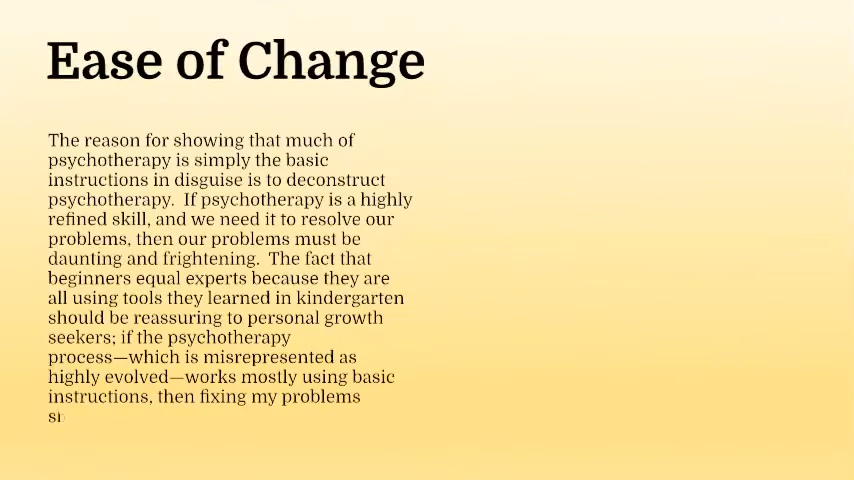 Ease of Change
The reason for showing that much of
psychotherapy is simply the basic
instructions in disguise is to deconstruct
psychotherapy.  If psychotherapy is a highly
refined skill, and we need it to resolve our
problems, then our problems must be
daunting and frightening.  The fact that
beginners equal experts because they are
all using tools they learned in kindergarten
should be reassuring to personal growth
seekers; if the psychotherapy
process—which is misrepresented as
highly evolved—works mostly using basic
instructions, then fixing my problems